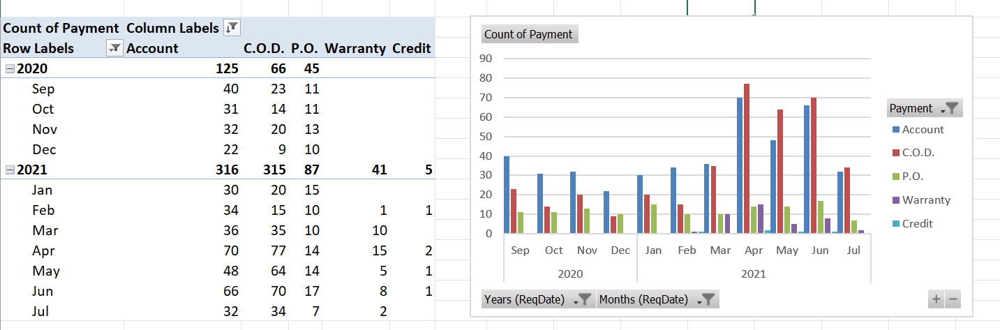 Count of Payment Column Labels
Row Labels Account C.O.D. P.O. Warranty Credit
2020 125 66 45
Sep 40 23 11
Oct 31 14 11
Nov 32 20 13
Dec 22 9 10
2021 316 315 87 41 5
Jan 30 20 15
Feb 34 15 10 1 1
Mar 36 35 10 10
Apr 70 77 14 15 2
May 48 64 14 5 1
Jun 66 70 17 8 1
Jul 32 34 7 2
Count of Payment
90
80
70
60
50
40
30
20
10
0
Sep Oct Nov Dec Jan Feb Mar Apr May Jun Jul
2020 2021
Payment
Account
C.O.D.
P.O.
Warranty
Credit
Years (ReqDate) Months (ReqDate)
+ -